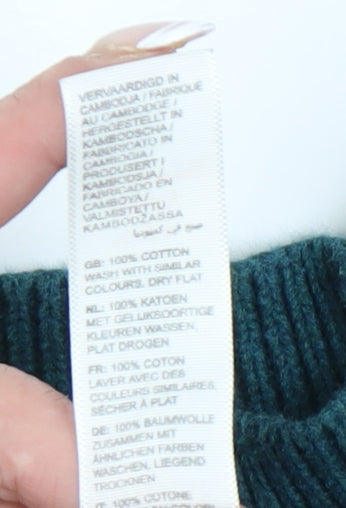 VERVAARDIGD IN
CAMBODJA / FABRIQUE
AU CAMBODGE /
HERGESTELLT IN
KAMBODSCHA /
FABBRICATO IN
CAMBOGIA /
PRODUSERT I
KAMBODSJA /
FABRICADO EN
CAMBOYA /
VALMISTETTU
KAMBODŽASSA
صنع في كمبوديا
GB: 100% COTTON
WASH WITH SIMILAR
COLOURS, DRY FLAT
NL: 100% KATOEN
MET GELIJKSOORTIGE
KLEUREN WASSEN,
PLAT DROGEN
FR: 100% COTON
LAVER AVEC DES
COULEURS SIMILAIRES,
SÉCHER À PLAT
DE: 100% BAUMWOLLE
ZUSAMMEN MIT
ÄHNLICHEN FARBEN
WASCHEN, LIEGEND
TROCKNEN
IT: 100% COTONE